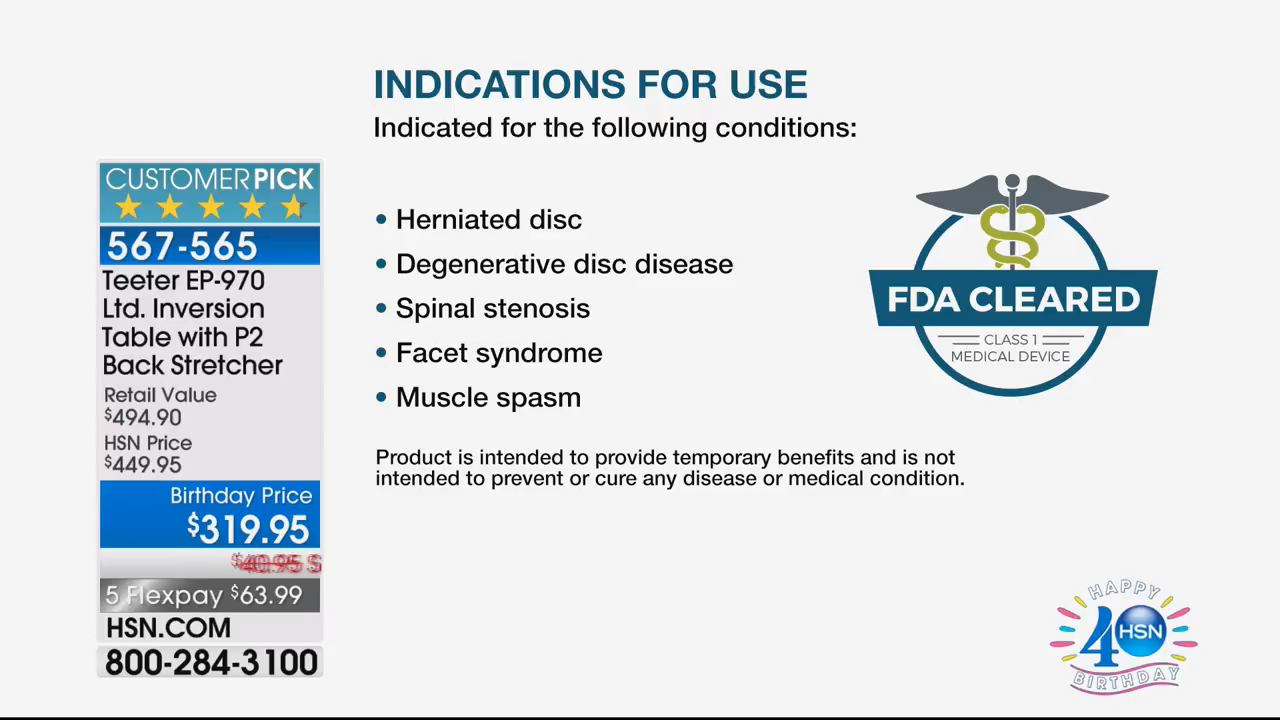 INDICATIONS FOR USE
Indicated for the following conditions:
• Herniated disc
• Degenerative disc disease
• Spinal stenosis
• Facet syndrome
• Muscle spasm
Product is intended to provide temporary benefits and is not
intended to prevent or cure any disease or medical condition.
FDA CLEARED
CLASS 1
MEDICAL DEVICE
CUSTOMER PICK
567-565
Teeter EP-970
Ltd. Inversion
Table with P2
Back Stretcher
Retail Value
$494.90
HSN Price
$449.95
Birthday Price
$319.95
5 Flexpay $63.99
HSN.COM
800-284-3100
HAPPY
40 HSN
BIRTHDAY